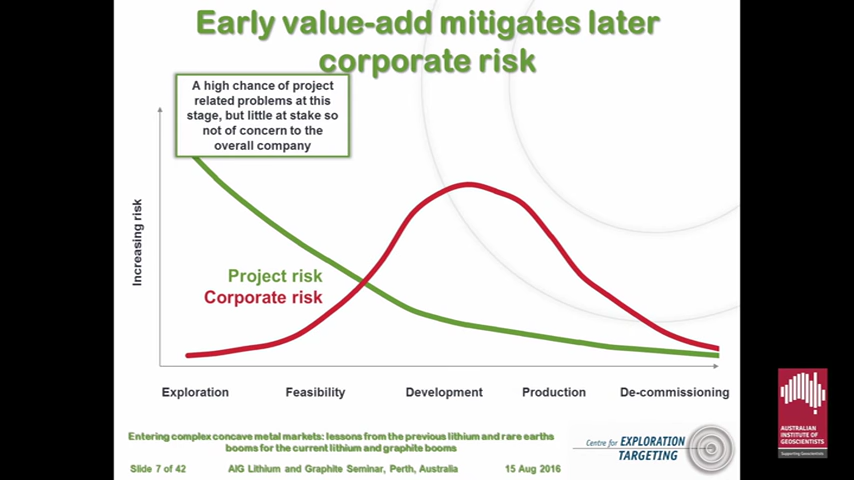 Early value-add mitigates later
corporate risk
A high chance of project
related problems at this
stage, but little at stake so
not of concern to the
overall company
Increasing risk
Project risk
Corporate risk
Exploration
Feasibility
Development
Production
De-commissioning
Entering complex concave metal markets: lessons from the previous lithium and rare earths
booms for the current lithium and graphite booms
Slide 7 of 42
AIG Lithium and Graphite Seminar, Perth, Australia
15 Aug 2016
Centre for EXPLORATION
TARGETING
AUSTRALIAN
INSTITUTE OF
GEOSCIENTISTS
Supporting Geoscientists